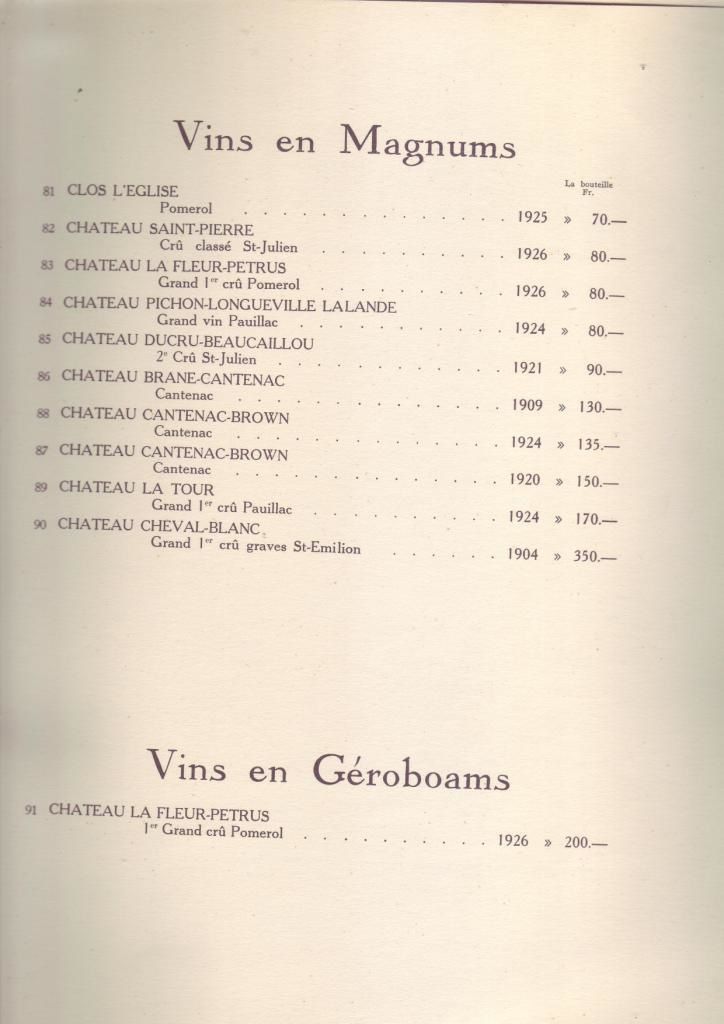 Vins en Magnums
La bouteille
Fr.
81 CLOS L'EGLISE
Pomerol . . . . . . . . . . . . . . 1925 » 70.—
82 CHATEAU SAINT-PIERRE
Crû classé St-Julien . . . . . . . . . . 1926 » 80.—
83 CHATEAU LA FLEUR-PETRUS
Grand 1er crû Pomerol . . . . . . . . . . 1926 » 80.—
84 CHATEAU PICHON-LONGUEVILLE LALANDE
Grand vin Pauillac . . . . . . . . . . . 1924 » 80.—
85 CHATEAU DUCRU-BEAUCAILLOU
2e Crû St-Julien . . . . . . . . . . . . 1921 » 90.—
86 CHATEAU BRANE-CANTENAC
Cantenac . . . . . . . . . . . . . 1909 » 130.—
88 CHATEAU CANTENAC-BROWN
Cantenac . . . . . . . . . . . . . 1924 » 135.—
87 CHATEAU CANTENAC-BROWN
Cantenac . . . . . . . . . . . . . 1920 » 150.—
89 CHATEAU LA TOUR
Grand 1er crû Pauillac . . . . . . . . . . 1924 » 170.—
90 CHATEAU CHEVAL-BLANC
Grand 1er crû graves St-Emilion . . . . . . 1904 » 350.—
Vins en Géroboams
91 CHATEAU LA FLEUR-PETRUS
1er Grand crû Pomerol . . . . . . . . . . 1926 » 200.—